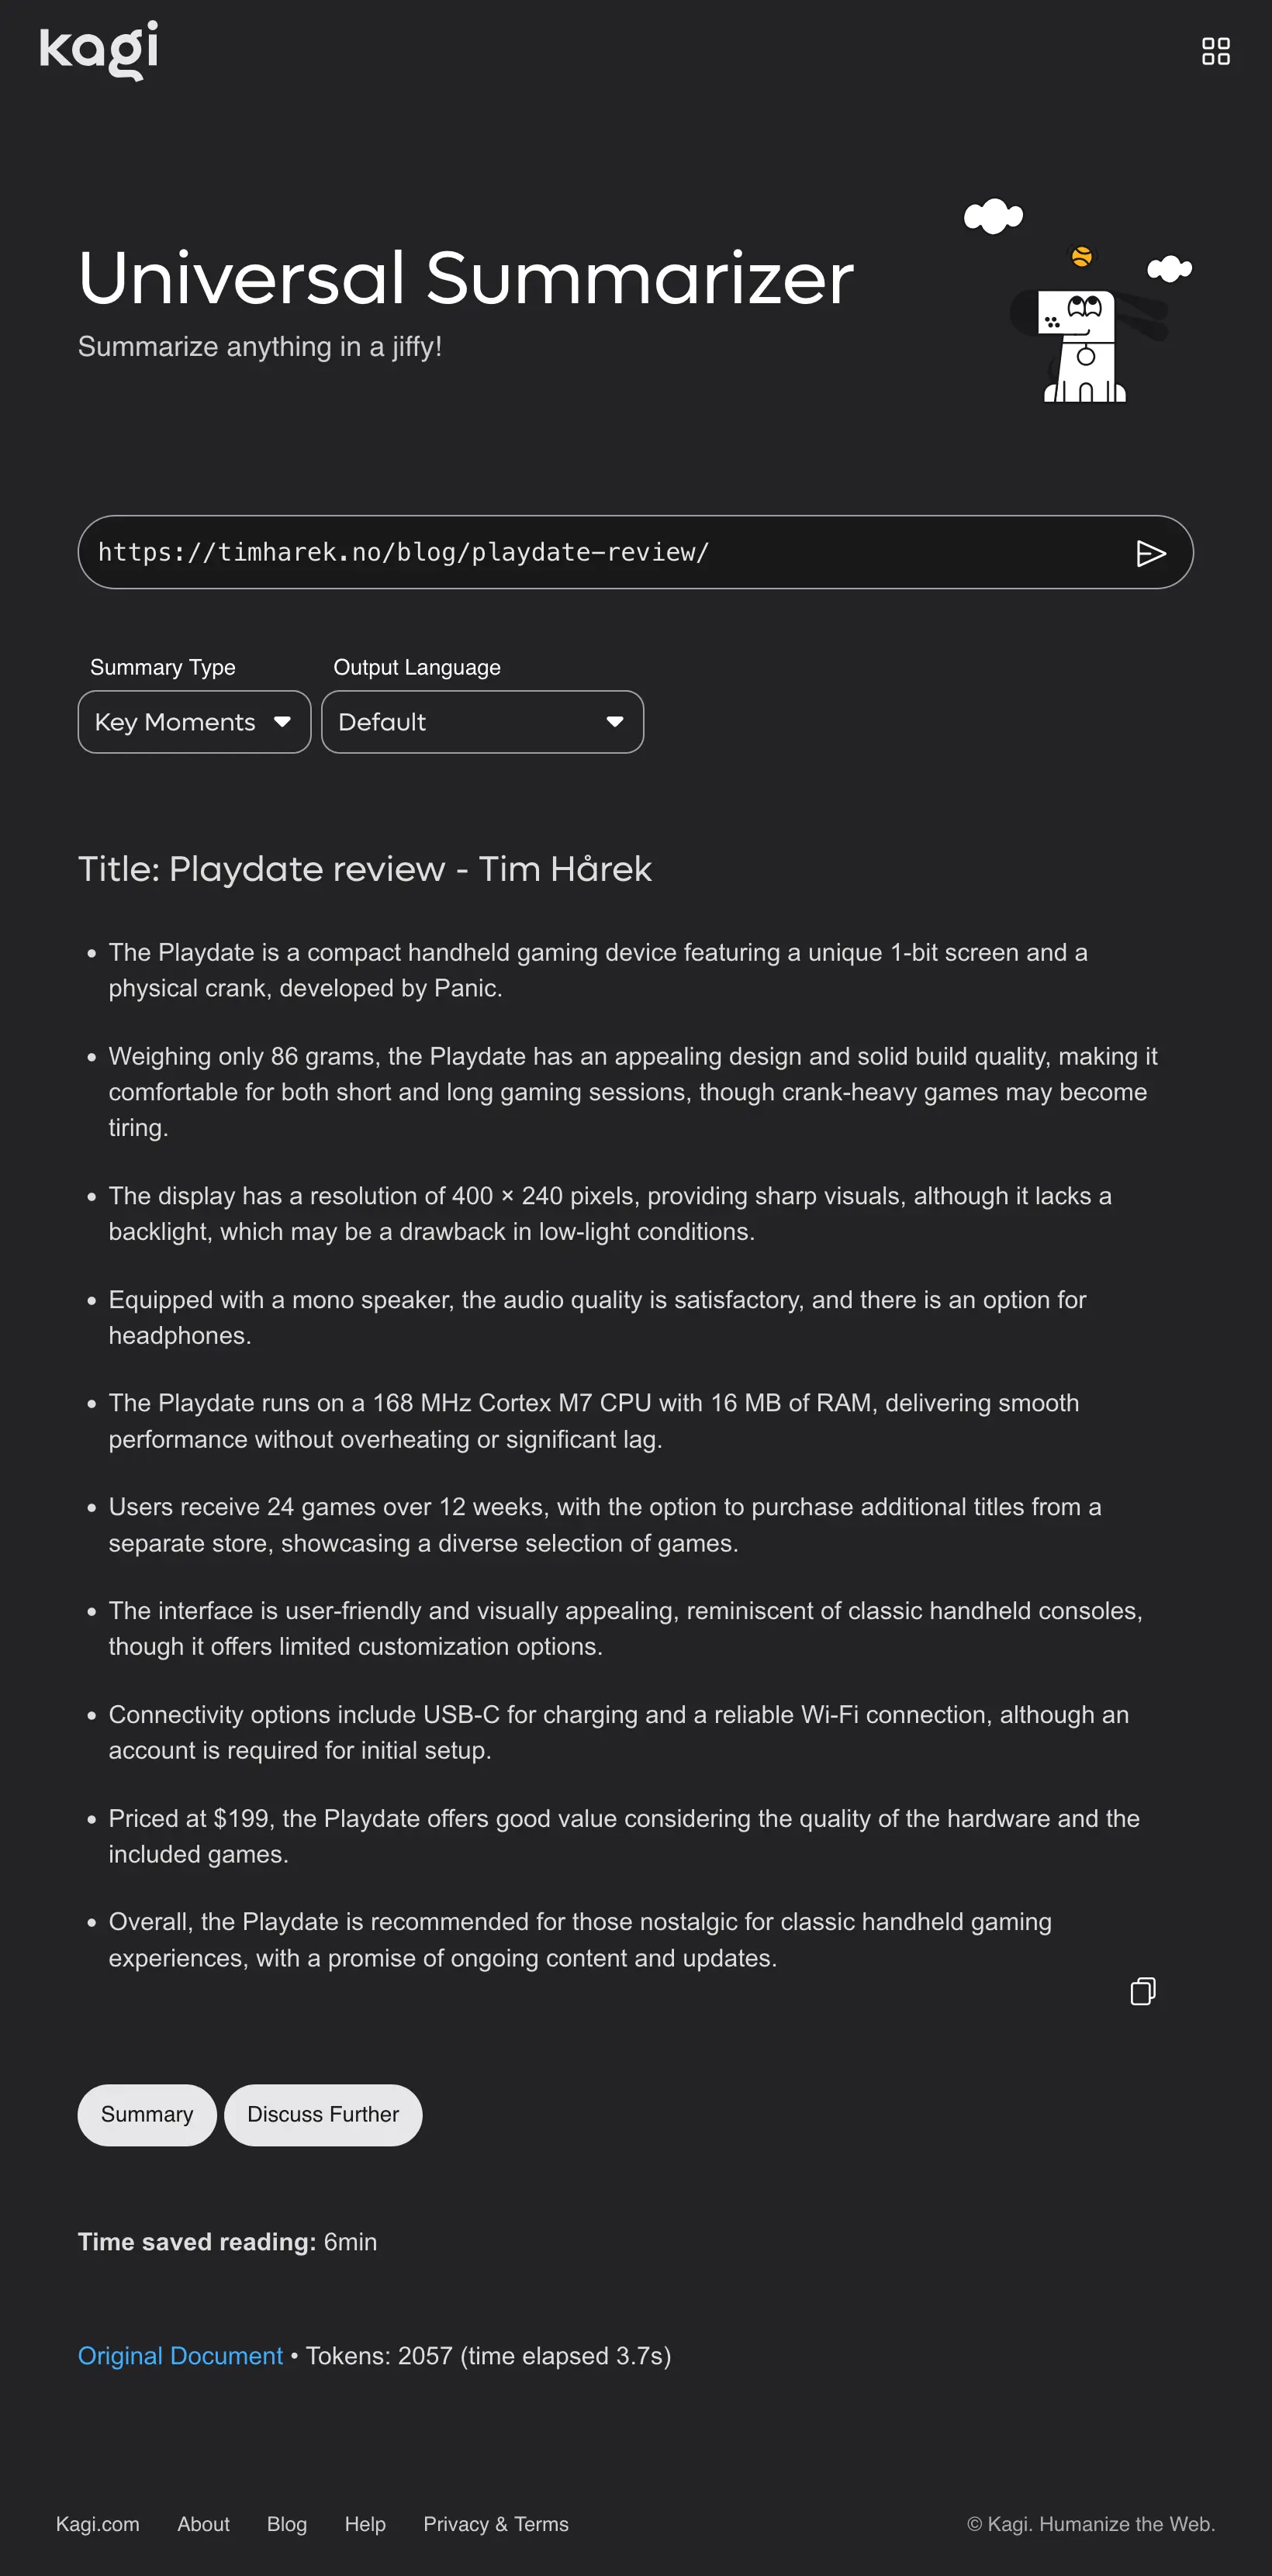 kagi
Universal Summarizer
Summarize anything in a jiffy!
https://timharek.no/blog/playdate-review/
Summary Type Output Language
Key Moments Default
Title: Playdate review - Tim Hårek
• The Playdate is a compact handheld gaming device featuring a unique 1-bit screen and a
physical crank, developed by Panic.
• Weighing only 86 grams, the Playdate has an appealing design and solid build quality, making it
comfortable for both short and long gaming sessions, though crank-heavy games may become
tiring.
• The display has a resolution of 400 × 240 pixels, providing sharp visuals, although it lacks a
backlight, which may be a drawback in low-light conditions.
• Equipped with a mono speaker, the audio quality is satisfactory, and there is an option for
headphones.
• The Playdate runs on a 168 MHz Cortex M7 CPU with 16 MB of RAM, delivering smooth
performance without overheating or significant lag.
• Users receive 24 games over 12 weeks, with the option to purchase additional titles from a
separate store, showcasing a diverse selection of games.
• The interface is user-friendly and visually appealing, reminiscent of classic handheld consoles,
though it offers limited customization options.
• Connectivity options include USB-C for charging and a reliable Wi-Fi connection, although an
account is required for initial setup.
• Priced at $199, the Playdate offers good value considering the quality of the hardware and the
included games.
• Overall, the Playdate is recommended for those nostalgic for classic handheld gaming
experiences, with a promise of ongoing content and updates.
Summary Discuss Further
Time saved reading: 6min
Original Document • Tokens: 2057 (time elapsed 3.7s)
Kagi.com About Blog Help Privacy & Terms © Kagi. Humanize the Web.